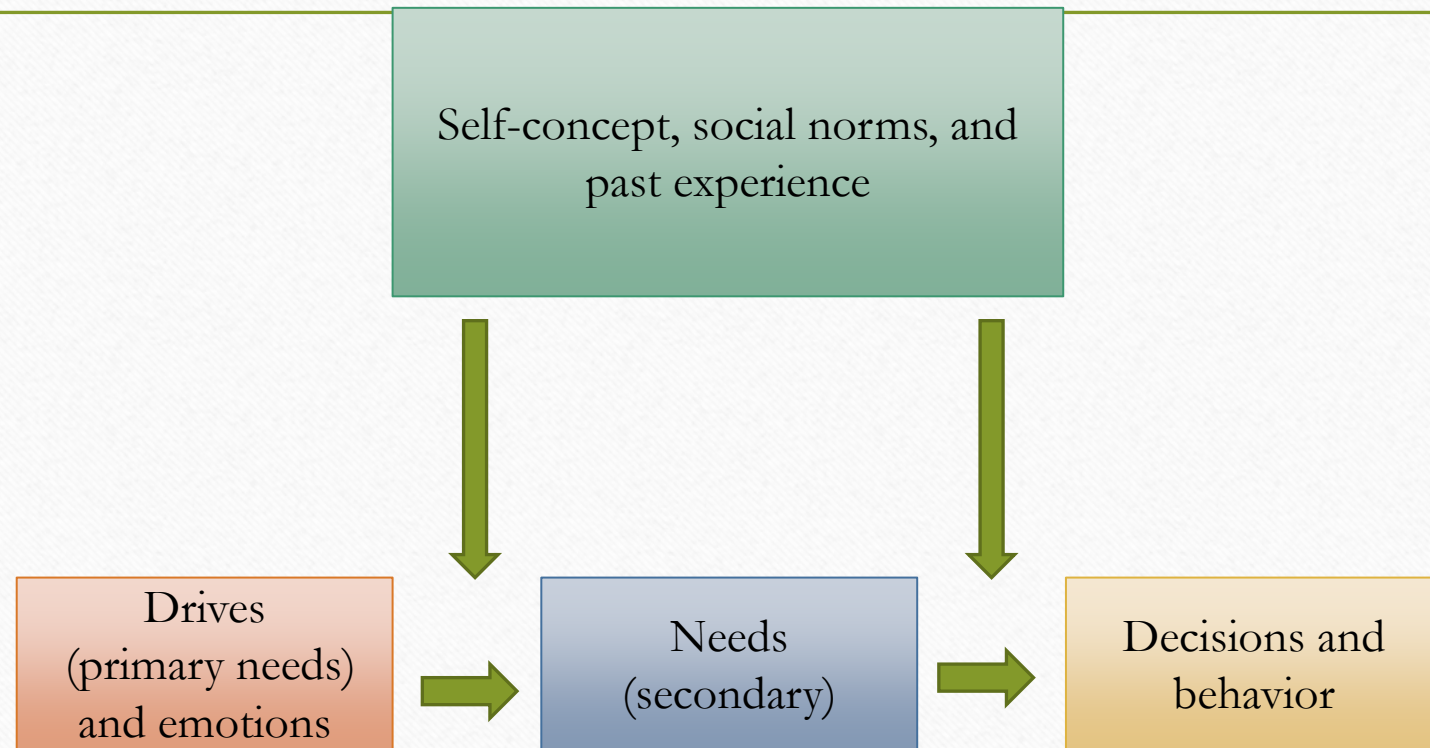 Self-concept, social norms, and
past experience
Drives
(primary needs)
and emotions
Needs
(secondary)
Decisions and
behavior